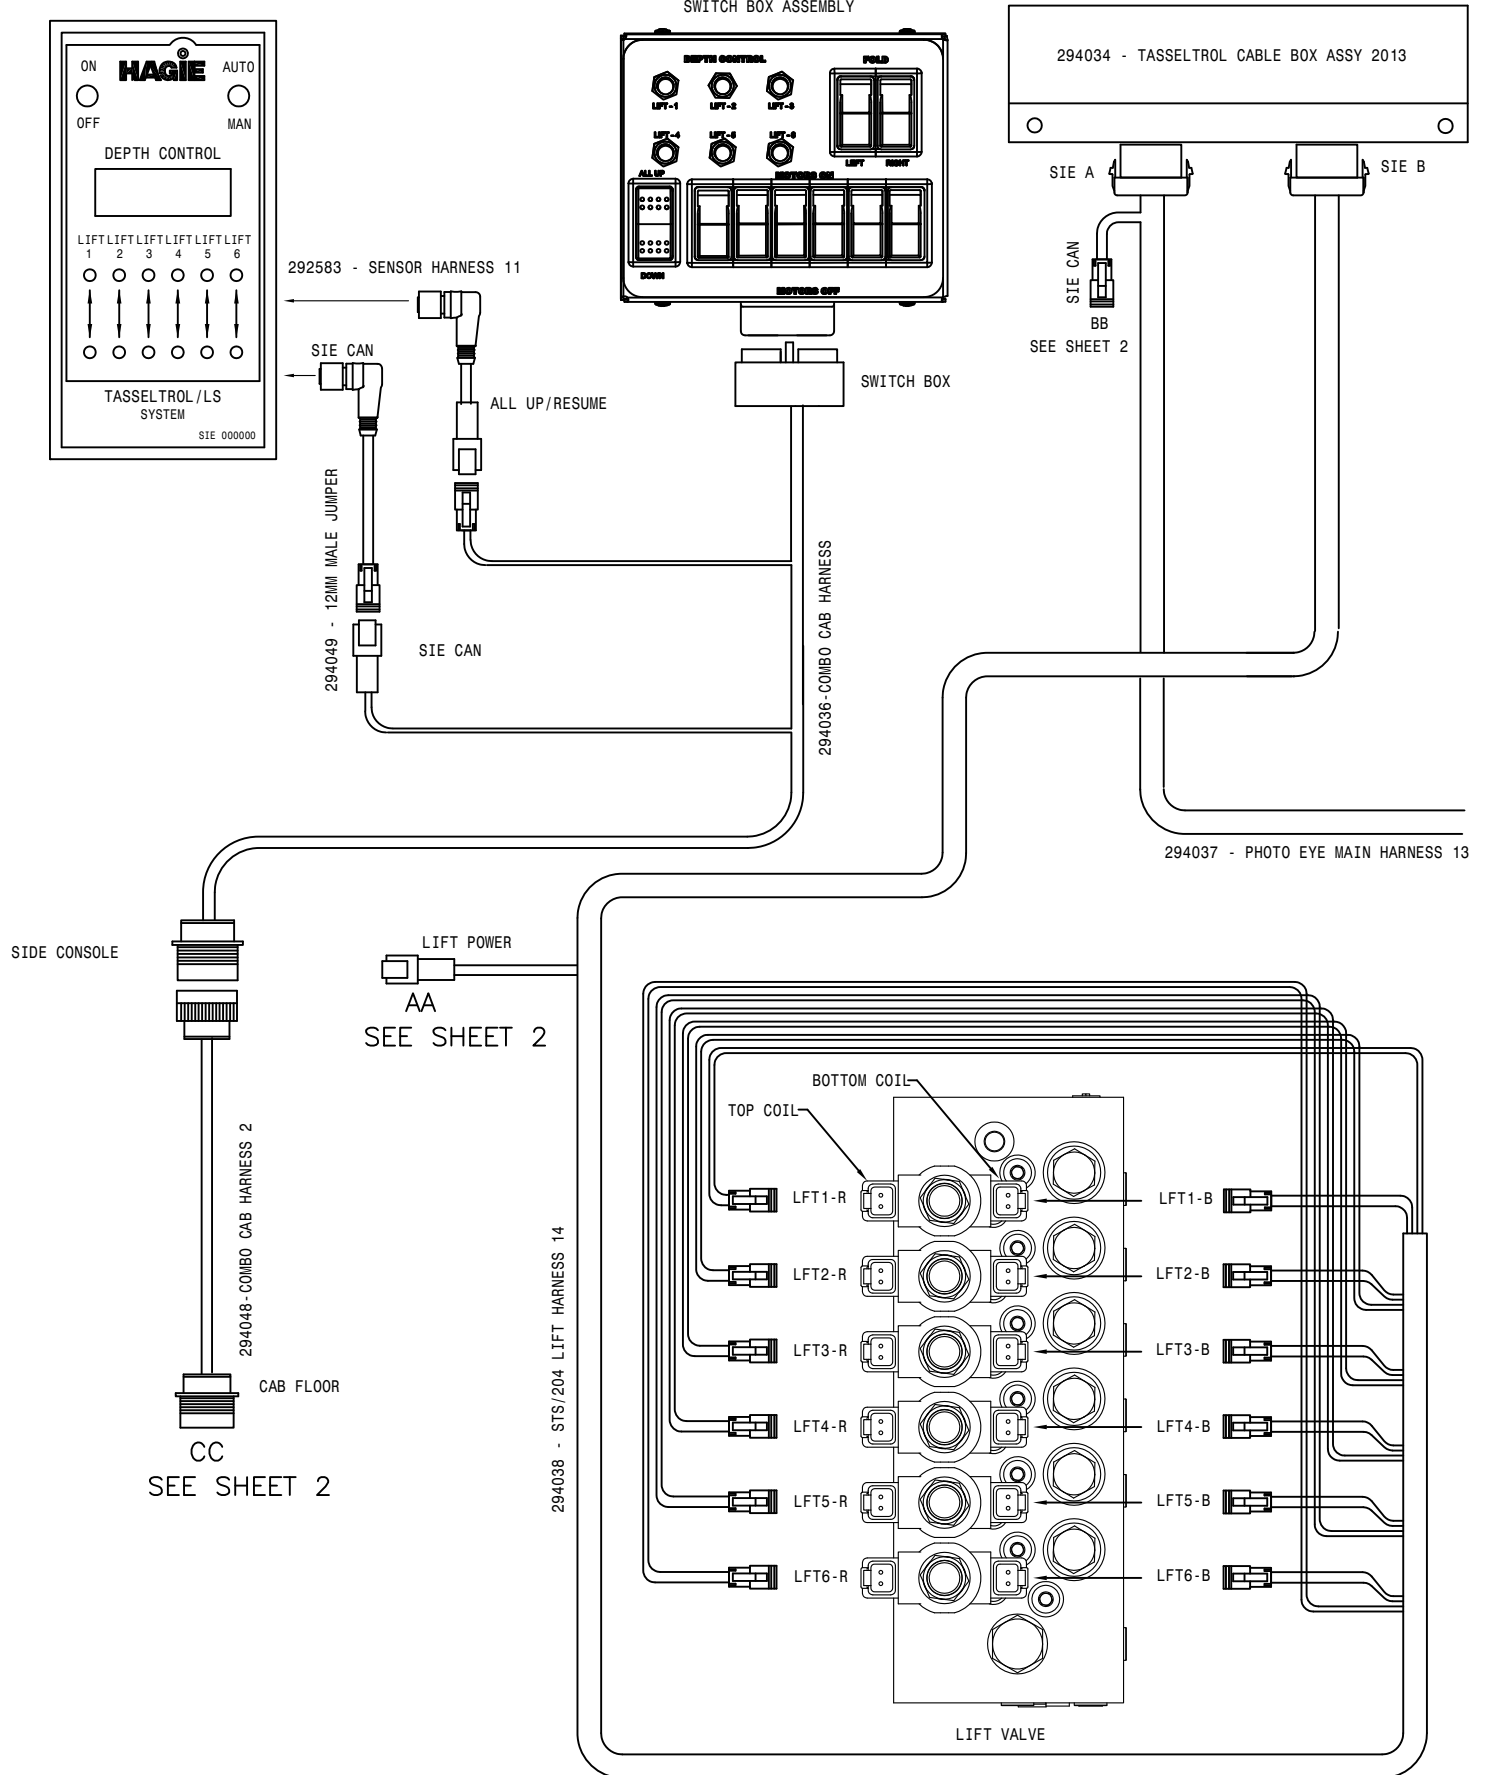 SWITCH BOX ASSEMBLY
ON
HAGIE
AUTO
OFF
MAN
DEPTH CONTROL
LIFT LIFT LIFT LIFT LIFT LIFT
1 2 3 4 5 6
TASSELTROL/LS
SYSTEM
SIE 000000
292583 - SENSOR HARNESS 11
SIE CAN
ALL UP/RESUME
294049 - 12MM MALE JUMPER
SIE CAN
DEPTH CONTROL
FOLD
LIFT-1
LIFT-2
LIFT-3
LIFT-4
LIFT-5
LIFT-6
LEFT
RIGHT
ALL UP
MOTORS ON
DOWN
MOTORS OFF
SWITCH BOX
294036-COMBO CAB HARNESS
294034 - TASSELTROL CABLE BOX ASSY 2013
SIE A
SIE B
SIE CAN
BB
SEE SHEET 2
294037 - PHOTO EYE MAIN HARNESS 13
SIDE CONSOLE
LIFT POWER
AA
SEE SHEET 2
294048-COMBO CAB HARNESS 2
CAB FLOOR
CC
SEE SHEET 2
294038 - STS/204 LIFT HARNESS 14
BOTTOM COIL
TOP COIL
LFT1-R
LFT1-B
LFT2-R
LFT2-B
LFT3-R
LFT3-B
LFT4-R
LFT4-B
LFT5-R
LFT5-B
LFT6-R
LFT6-B
LIFT VALVE